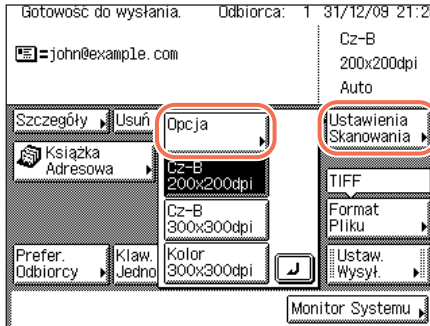 Gotowość do wysłania. Odbiorca: 1 31/12/09 21:2
=john@example.com
Cz-B
200x200dpi
Auto
Szczegóły Usuń Opcja Ustawienia Skanowania
Książka Adresowa
Cz-B
200x200dpi
TIFF
Cz-B
300x300dpi
Format
Pliku
Prefer.
Odbiorcy
Klaw.
Jedno
Kolor
300x300dpi
Ustaw.
Wysył.
Monitor Systemu